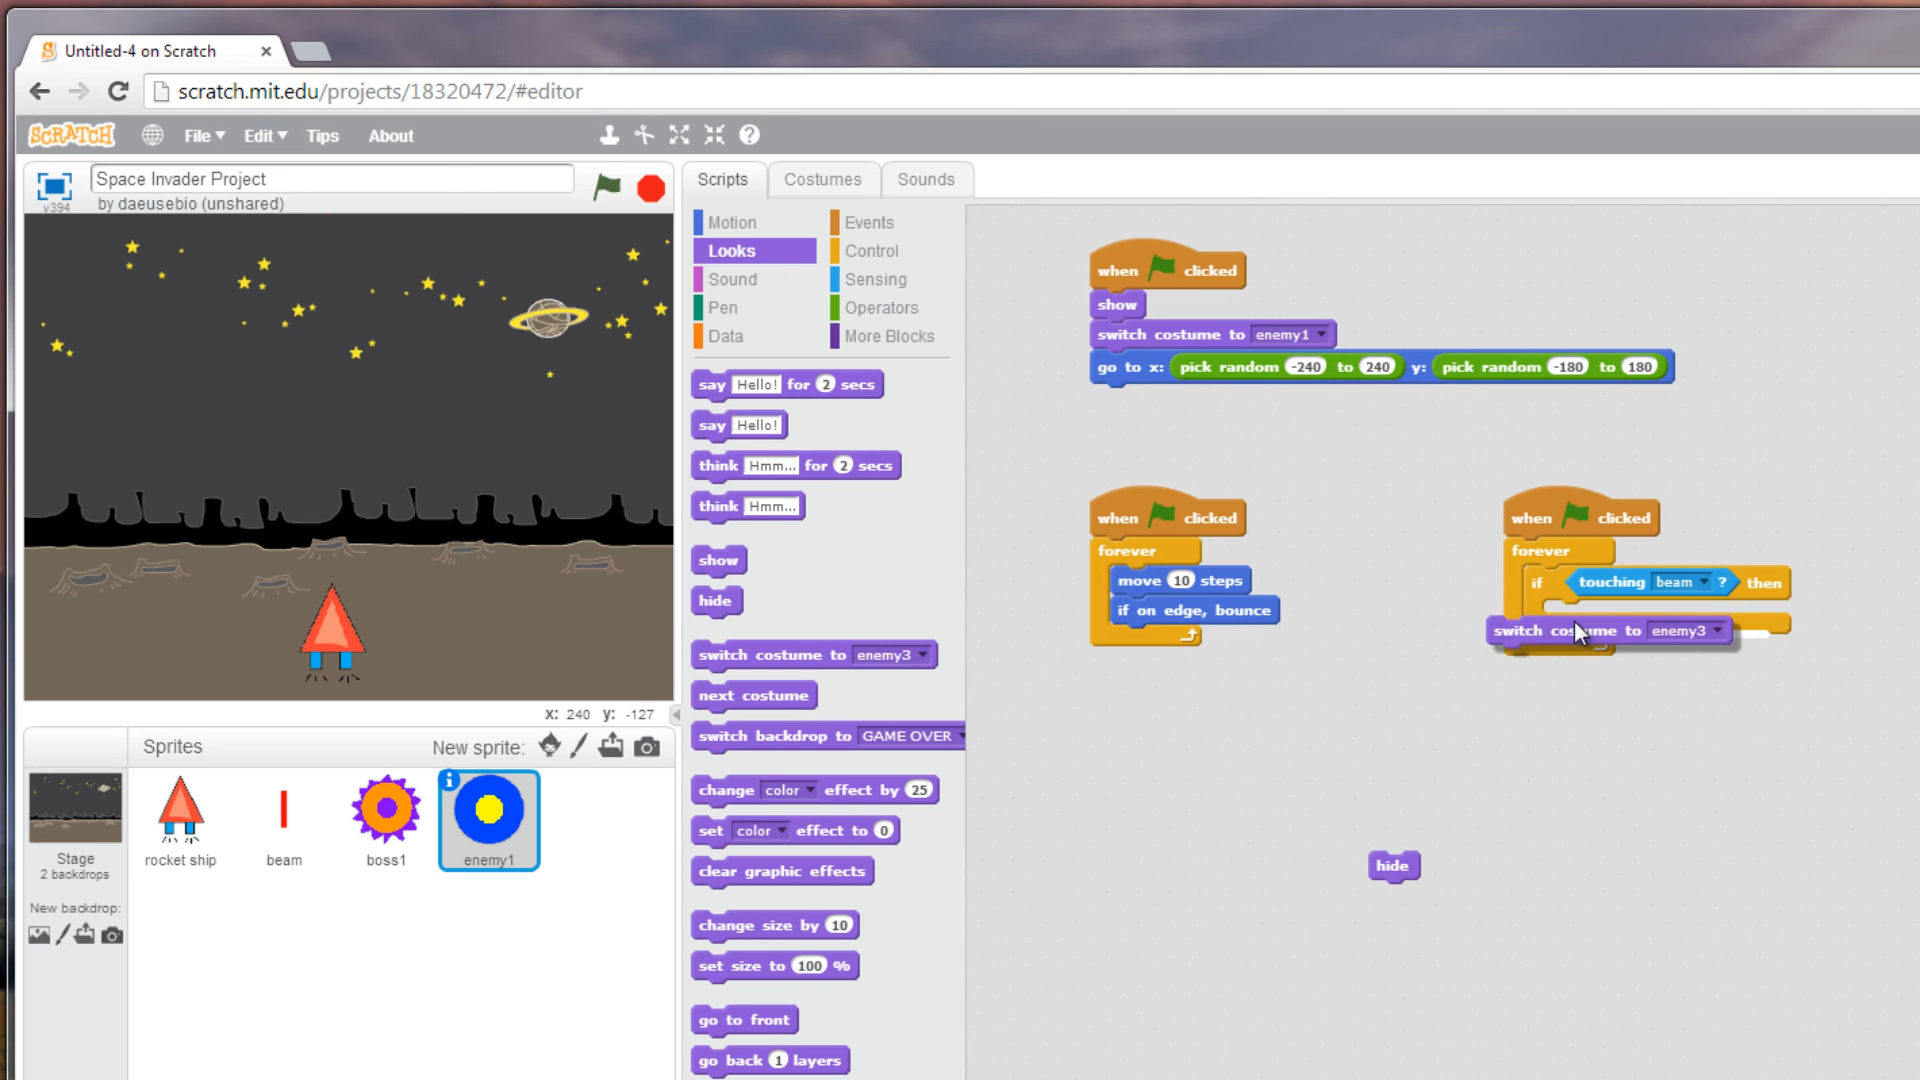 Untitled-4 on Scratch
scratch.mit.edu/projects/18320472/#editor
SCRATCH File Edit Tips About
v394
Space Invader Project
by daeusebio (unshared)
x: 240 y: -127
Sprites
New sprite:
Stage
2 backdrops
New backdrop:
rocket ship
beam
boss1
enemy1
Scripts Costumes Sounds
Motion
Looks
Sound
Pen
Data
Events
Control
Sensing
Operators
More Blocks
say Hello! for 2 secs
say Hello!
think Hmm... for 2 secs
think Hmm...
show
hide
switch costume to enemy3
next costume
switch backdrop to GAME OVER
change color effect by 25
set color effect to 0
clear graphic effects
change size by 10
set size to 100 %
go to front
go back 1 layers
when clicked
show
switch costume to enemy1
go to x: pick random -240 to 240 y: pick random -180 to 180
when clicked
forever
move 10 steps
if on edge, bounce
when clicked
forever
if touching beam ? then
switch costume to enemy3
hide